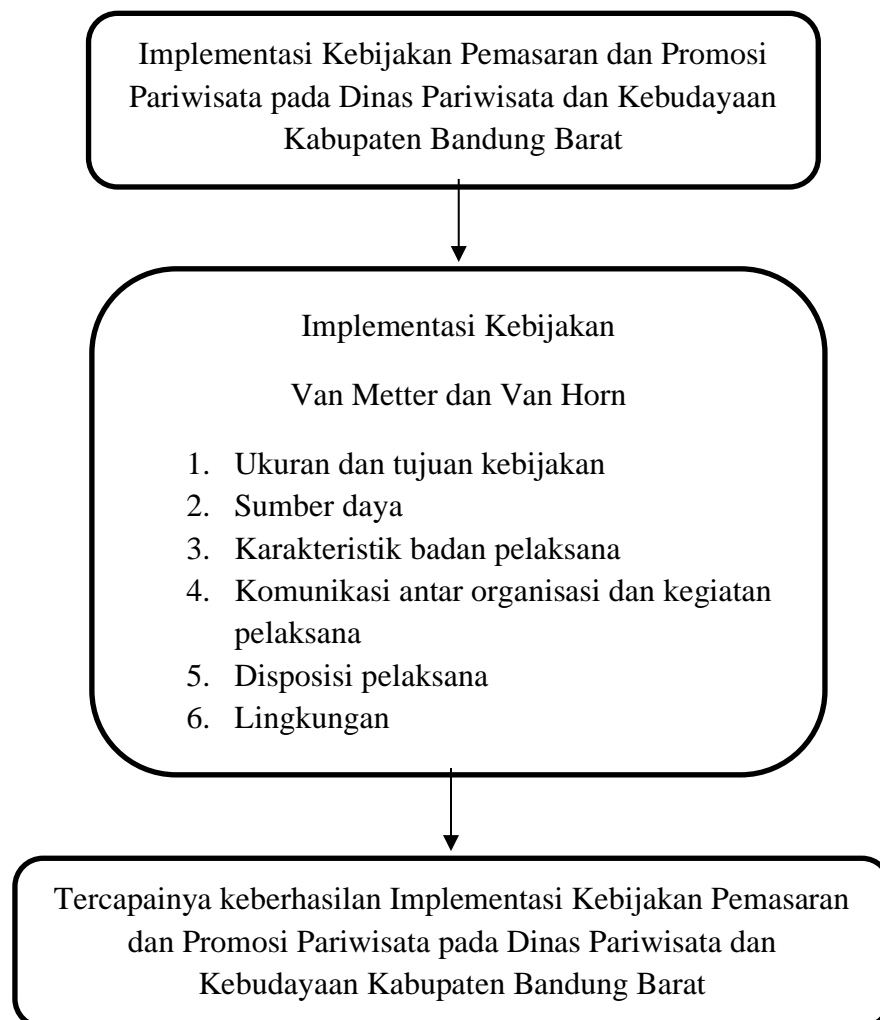 Implementasi Kebijakan Pemasaran dan Promosi
Pariwisata pada Dinas Pariwisata dan Kebudayaan
Kabupaten Bandung Barat
Implementasi Kebijakan
Van Metter dan Van Horn
1. Ukuran dan tujuan kebijakan
2. Sumber daya
3. Karakteristik badan pelaksana
4. Komunikasi antar organisasi dan kegiatan
pelaksana
5. Disposisi pelaksana
6. Lingkungan
Tercapainya keberhasilan Implementasi Kebijakan Pemasaran
dan Promosi Pariwisata pada Dinas Pariwisata dan
Kebudayaan Kabupaten Bandung Barat